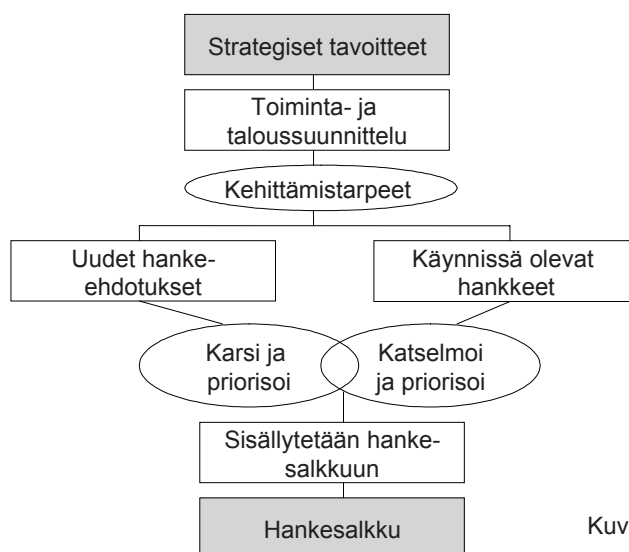 Strategiset tavoitteet
Toiminta- ja
taloussuunnittelu
Kehittämistarpeet
Uudet hanke-
ehdotukset
Käynnissä olevat
hankkeet
Karsi ja
priorisoi
Katselmoi
ja priorisoi
Sisällytetään hanke-
salkkuun
Hankesalkku
Kuv